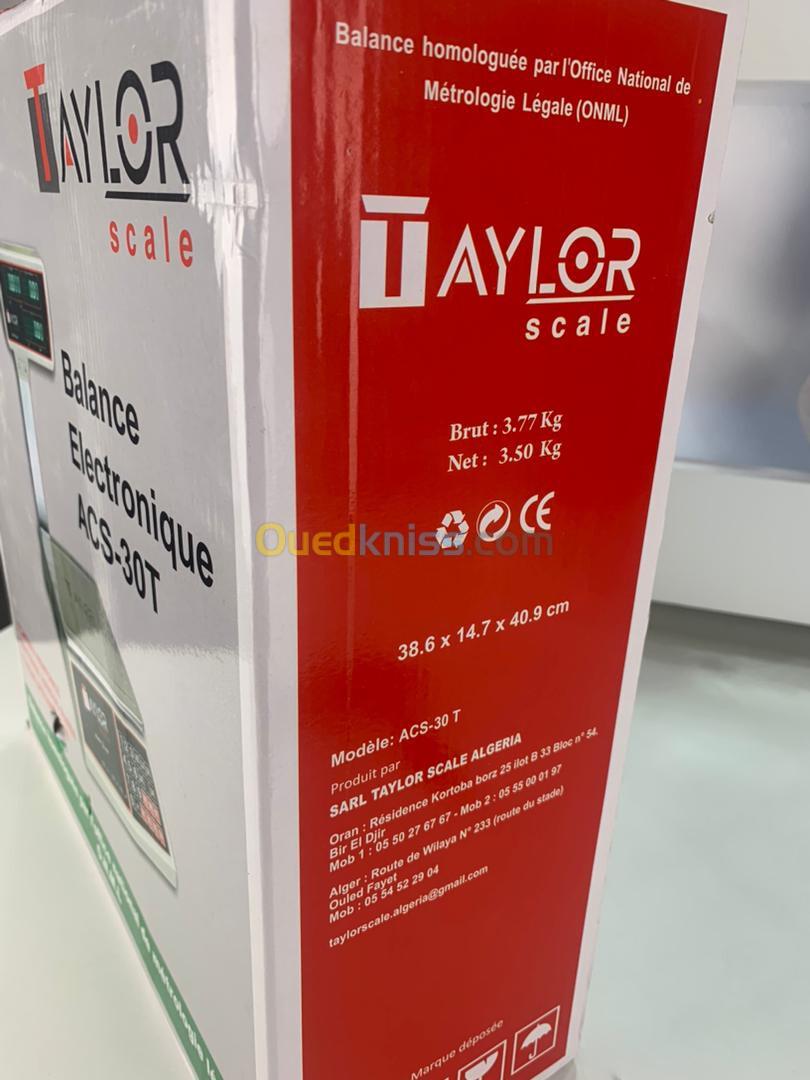 TAYLOR
scale
Balance
Electronique
ACS-30T
TAYLOR
Balance homologuée par l'Office National de
Métrologie Légale (ONML)
TAYLOR
scale
Brut : 3.77 Kg
Net : 3.50 Kg
CE
Ouedkniss.com
38.6 x 14.7 x 40.9 cm
Modèle: ACS-30 T
Produit par
SARL TAYLOR SCALE ALGERIA
Oran : Résidence Kortoba borz 25 ilot B 33 Bloc n° 54.
Bir El Djir
Mob 1 : 05 50 27 67 67 - Mob 2 : 05 55 00 01 97
Alger : Route de Wilaya N° 233 (route du stade)
Ouled Fayet
Mob : 05 54 52 29 04
taylorscale.algeria@gmail.com
Marque déposée